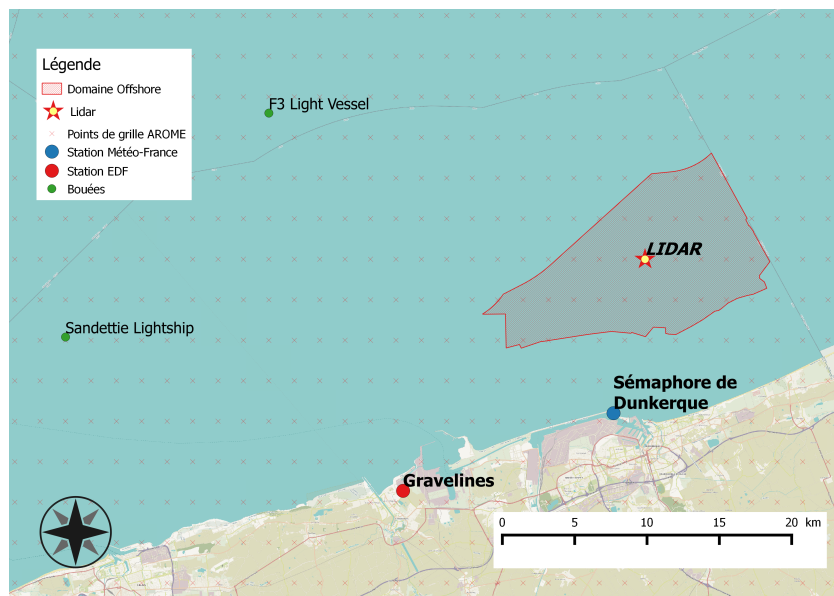 Légende
Domaine Offshore
Lidar
Points de grille AROME
Station Météo-France
Station EDF
Bouées
F3 Light Vessel
LIDAR
Sandettie Lightship
Sémaphore de
Dunkerque
Gravelines
0 5 10 15 20 km